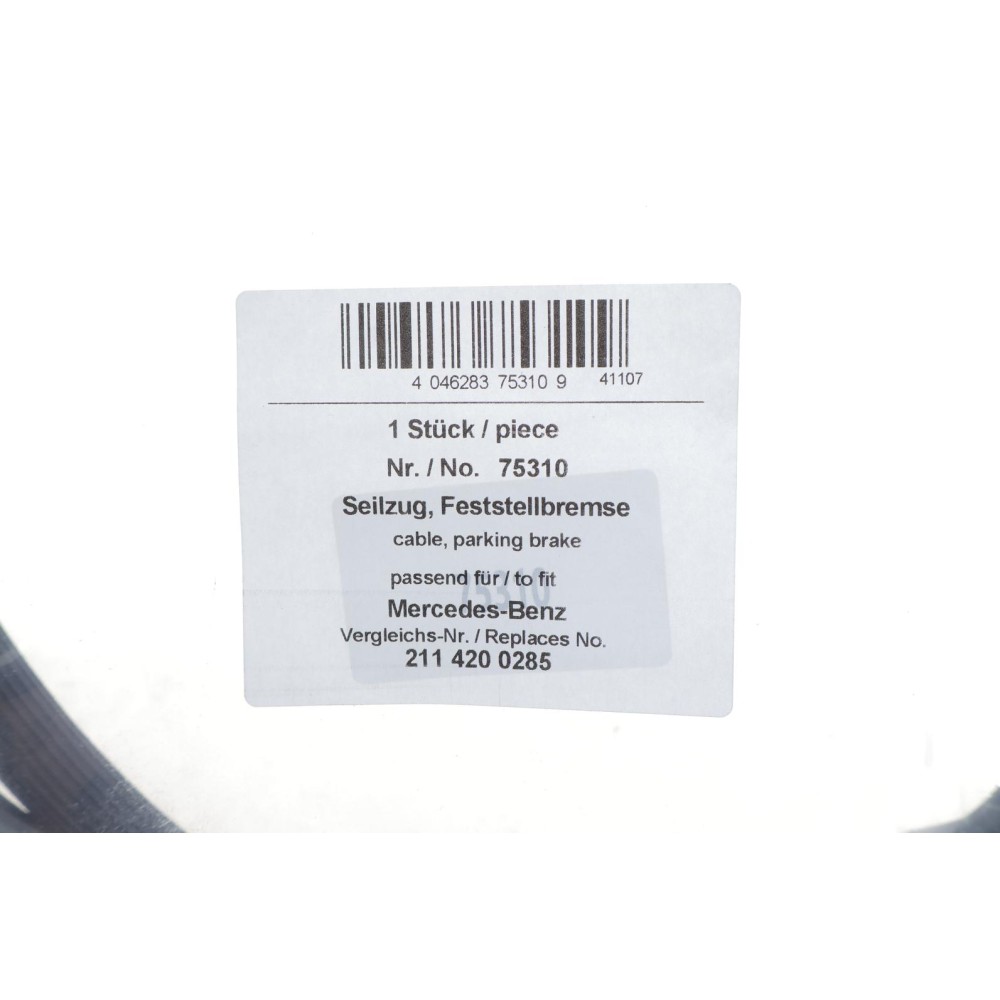 4 046283 75310 9 41107
1 Stück / piece
Nr. / No. 75310
Seilzug, Feststellbremse
cable, parking brake
passend für / to fit
75310
Mercedes-Benz
Vergleichs-Nr. / Replaces No.
211 420 0285